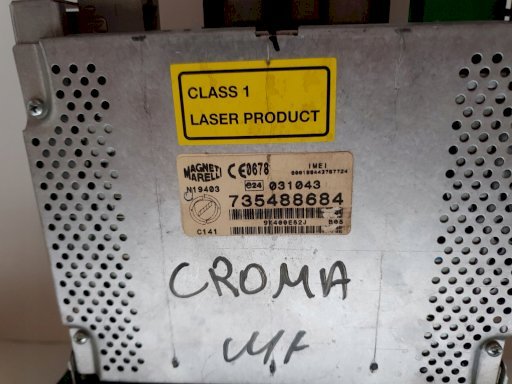 CLASS 1
LASER PRODUCT
MAGNETI MARELLI CE0678 IMEI
N19403 e24 031043
735488684
C141
CROMA